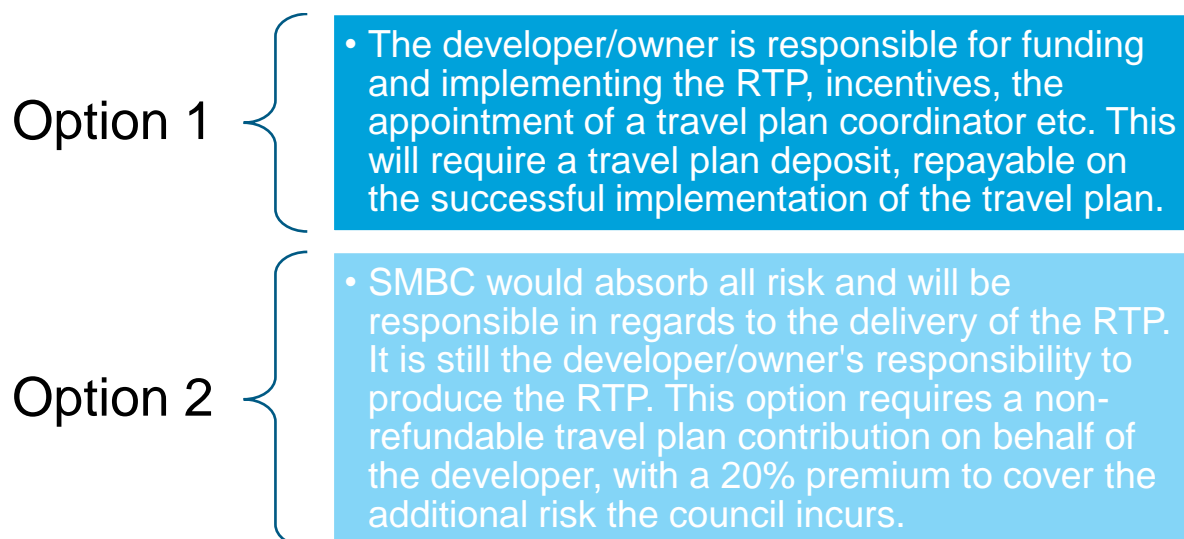 Option 1
• The developer/owner is responsible for funding
and implementing the RTP, incentives, the
appointment of a travel plan coordinator etc. This
will require a travel plan deposit, repayable on
the successful implementation of the travel plan.
Option 2
• SMBC would absorb all risk and will be
responsible in regards to the delivery of the RTP.
It is still the developer/owner's responsibility to
produce the RTP. This option requires a non-
refundable travel plan contribution on behalf of
the developer, with a 20% premium to cover the
additional risk the council incurs.